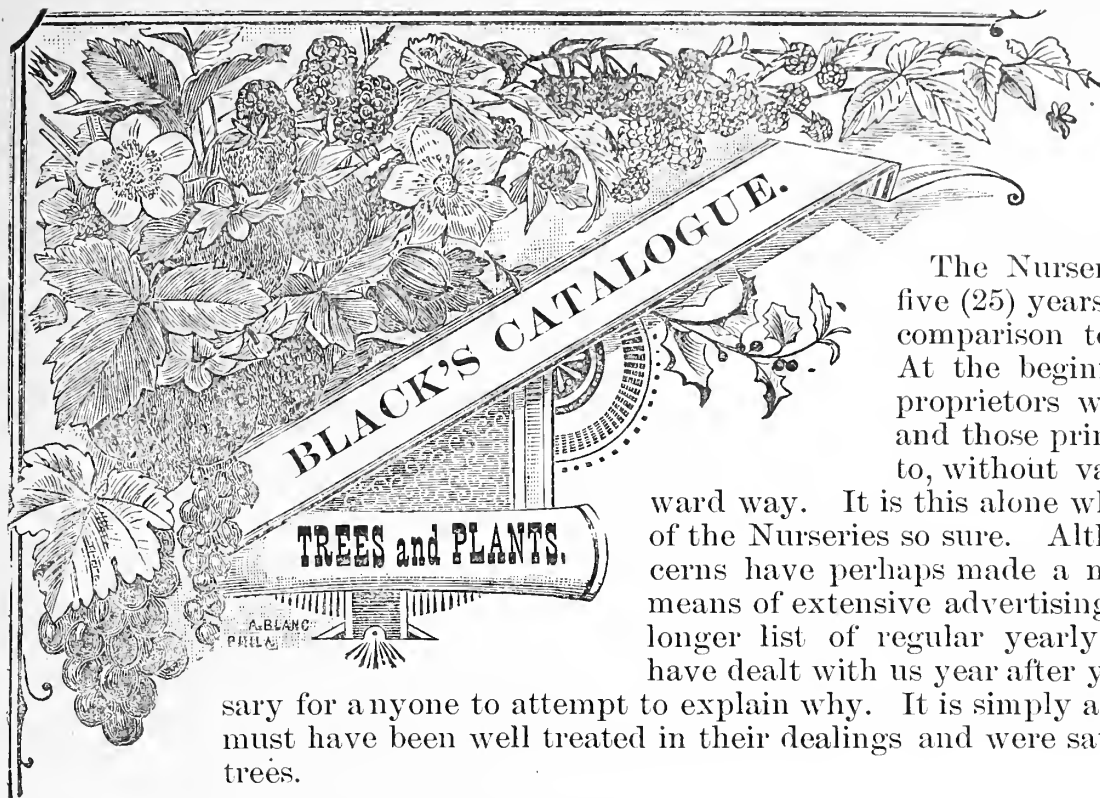 BLACK'S CATALOGUE.
TREES and PLANTS.
A. BLANC
PHILA
The Nurser
five (25) years
comparison to
At the begin
proprietors w
and those prin
to, without va
ward way. It is this alone wh
of the Nurseries so sure. Alth
cerns have perhaps made a m
means of extensive advertising
longer list of regular yearly
have dealt with us year after y
sary for anyone to attempt to explain why. It is simply a
must have been well treated in their dealings and were sa
trees.